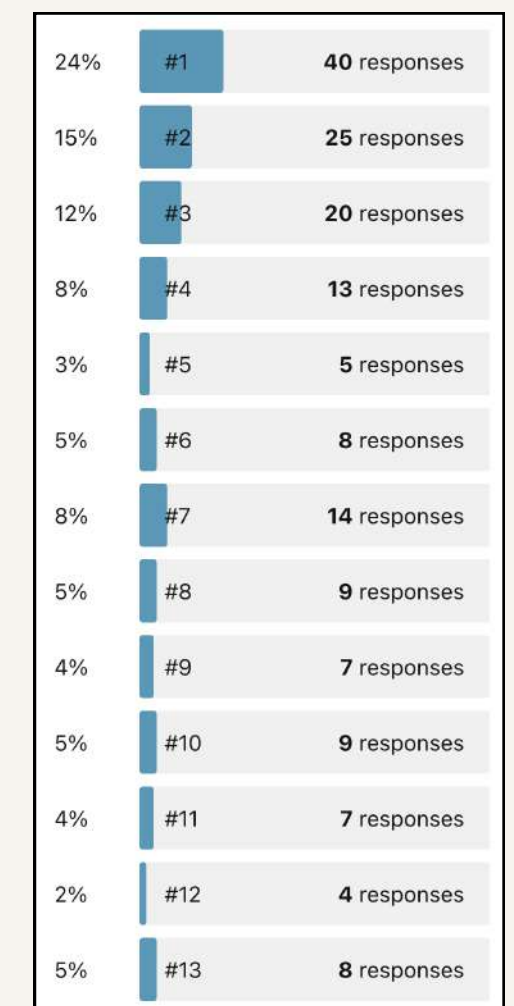 24% #1 40 responses
15% #2 25 responses
12% #3 20 responses
8% #4 13 responses
3% #5 5 responses
5% #6 8 responses
8% #7 14 responses
5% #8 9 responses
4% #9 7 responses
5% #10 9 responses
4% #11 7 responses
2% #12 4 responses
5% #13 8 responses